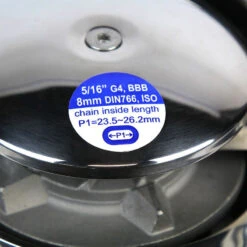 5/16" G4, BBB
8mm DIN766, ISO
chain inside length
P1=23.5~26.2mm
P1